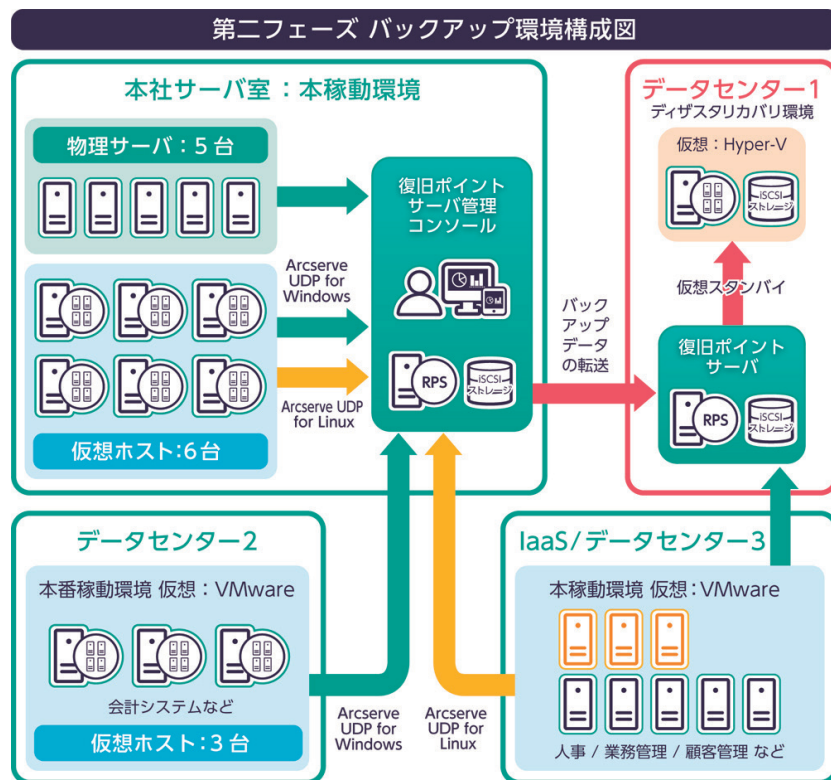 第二フェーズ バックアップ環境構成図
本社サーバ室：本稼動環境
物理サーバ：5台
Arcserve
UDP for
Windows
Arcserve UDP
for Linux
仮想ホスト:6台
復旧ポイント
サーバ管理
コンソール
RPS
iSCSI
ストレージ
バック
アップ
データ
の転送
データセンター1
ディザスタリカバリ環境
仮想：Hyper-V
iSCSI
ストレージ
仮想スタンバイ
復旧ポイント
サーバ
RPS
iSCSI
ストレージ
データセンター2
本番稼動環境 仮想：VMware
会計システムなど
仮想ホスト:3台
Arcserve
UDP for
Windows
Arcserve
UDP for
Linux
IaaS/データセンター3
本稼動環境 仮想:VMware
人事 / 業務管理 / 顧客管理 など